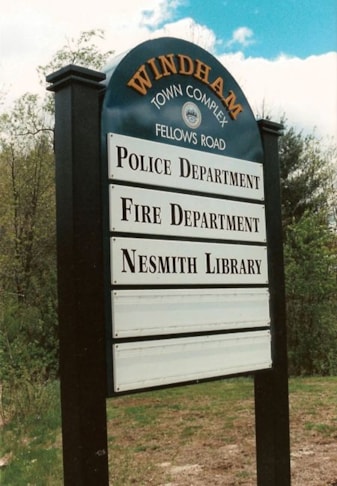 WINDHAM
TOWN COMPLEX
FELLOWS ROAD
POLICE DEPARTMENT
FIRE DEPARTMENT
NESMITH LIBRARY